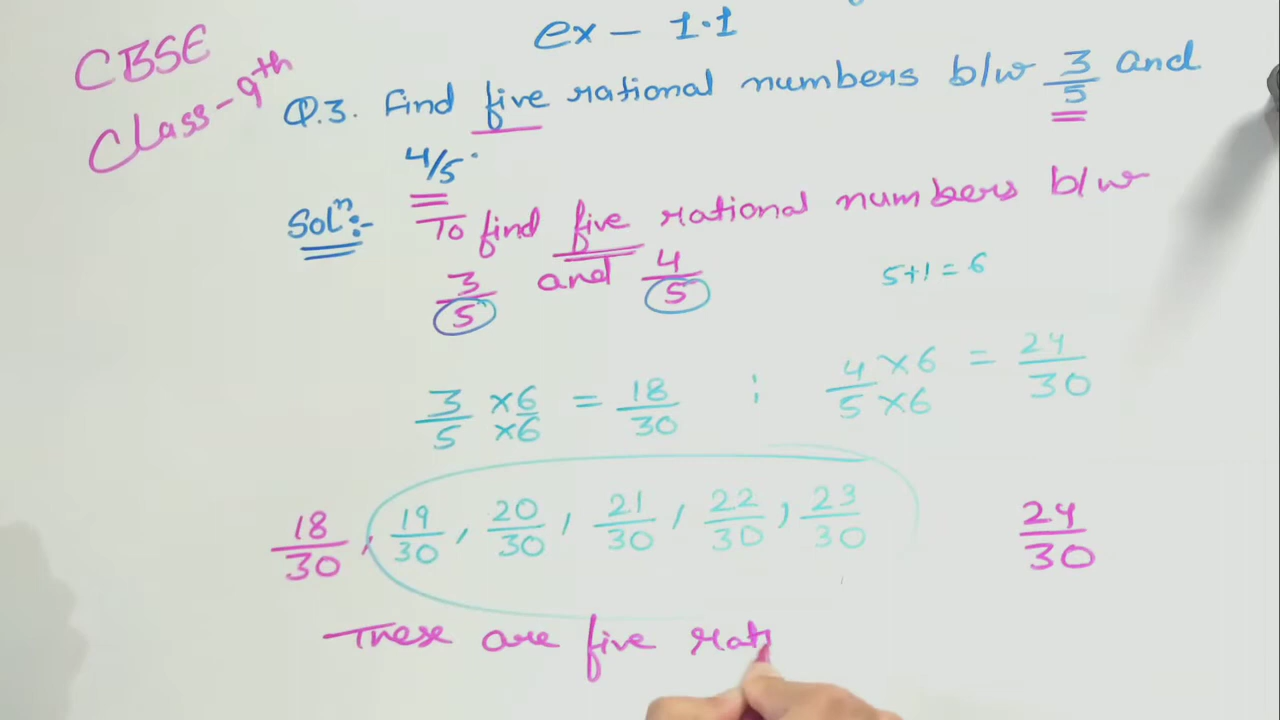 CBSE
Class-9th
ex - 1.1
Q.3. Find five rational numbers b/w 3/5 and
4/5.
Solⁿ:- To find five rational numbers b/w
3/5 and 4/5
5+1=6
3/5 ×6/×6 = 18/30 ; 4/5 ×6/×6 = 24/30
18/30, 19/30, 20/30, 21/30, 22/30, 23/30 24/30
These are five rati